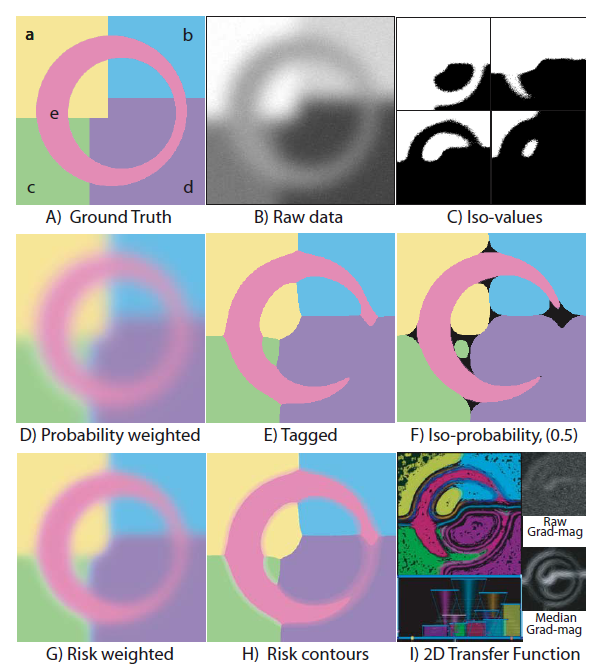 a
b
e
c
d
A) Ground Truth
B) Raw data
C) Iso-values
D) Probability weighted
E) Tagged
F) Iso-probability, (0.5)
Raw
Grad-mag
Median
Grad-mag
G) Risk weighted
H) Risk contours
I) 2D Transfer Function